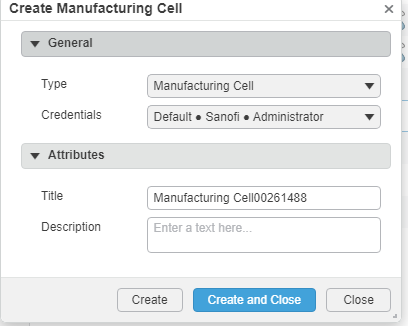 Create Manufacturing Cell
General
Type
Manufacturing Cell
Credentials
Default ● Sanofi ● Administrator
Attributes
Title
Manufacturing Cell00261488
Description
Enter a text here...
Create
Create and Close
Close